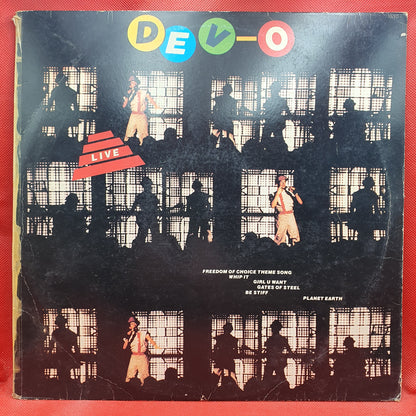 DEV-O
LIVE
FREEDOM OF CHOICE THEME SONG
WHIP IT
GIRL U WANT
GATES OF STEEL
BE STIFF
PLANET EARTH